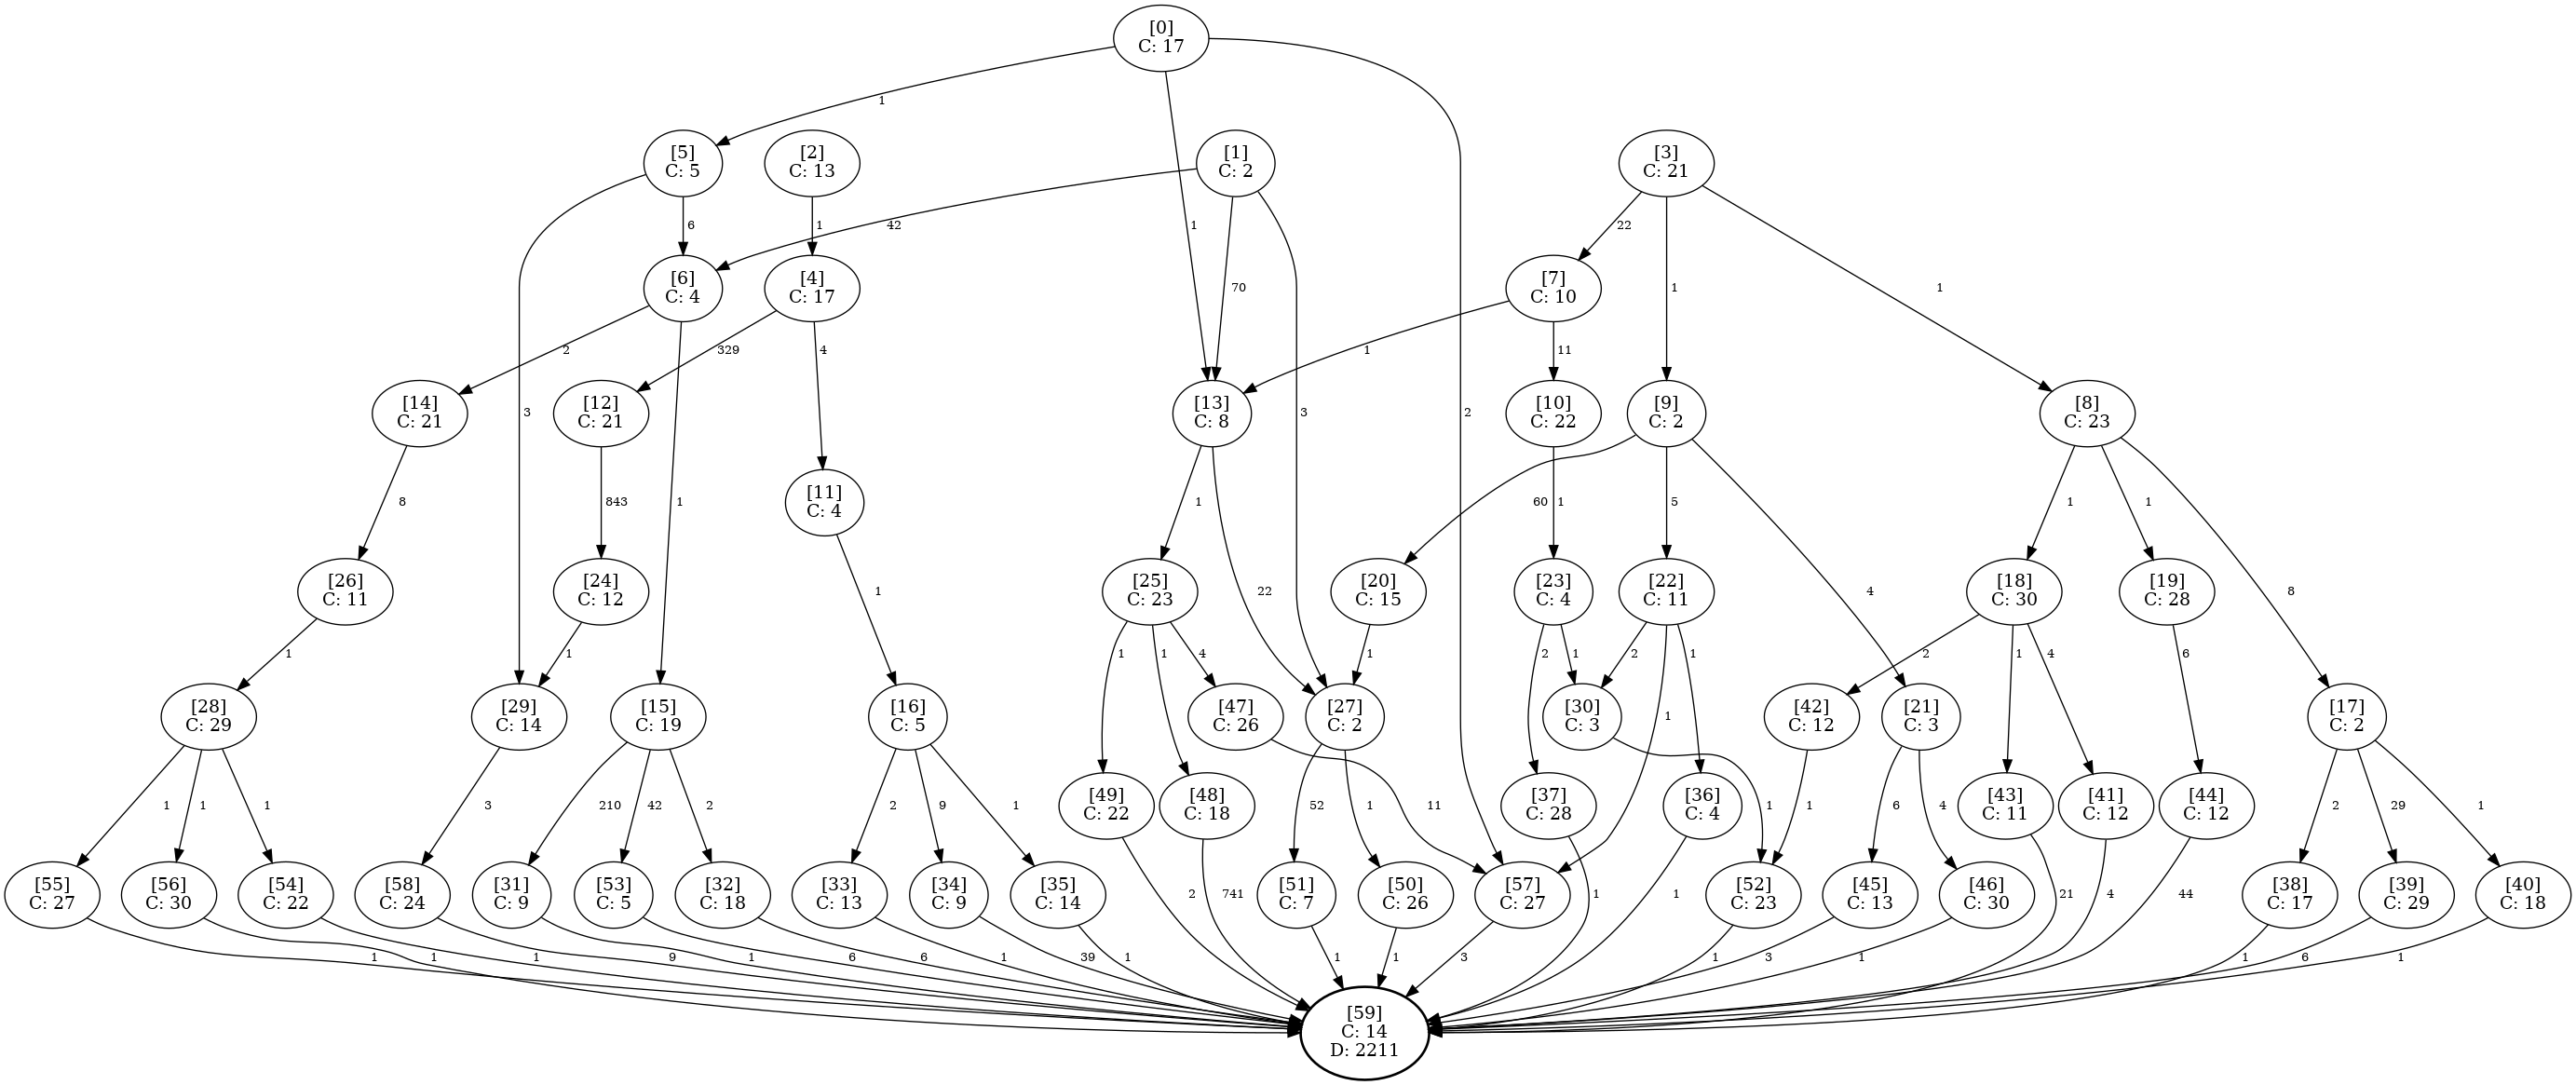 [0]
C: 17
1
[5]
C: 5
[2]
C: 13
[1]
C: 2
[3]
C: 21
6
1
42
1
70
22
1
1
[6]
C: 4
[4]
C: 17
[7]
C: 10
2
329
4
1
11
[14]
C: 21
[12]
C: 21
3
[13]
C: 8
3
2
[10]
C: 22
[9]
C: 2
[8]
C: 23
8
843
1
[11]
C: 4
1
60
1
5
1
1
[26]
C: 11
[24]
C: 12
1
[25]
C: 23
22
[20]
C: 15
[23]
C: 4
[22]
C: 11
4
[18]
C: 30
[19]
C: 28
8
1
1
1
1
4
1
2
1
2
1
2
1
4
6
[28]
C: 29
[29]
C: 14
[15]
C: 19
[16]
C: 5
[47]
C: 26
[27]
C: 2
[30]
C: 3
1
[42]
C: 12
[21]
C: 3
[17]
C: 2
1
1
1
3
210
42
2
2
9
1
[49]
C: 22
[48]
C: 18
11
52
1
[37]
C: 28
[36]
C: 4
1
1
6
4
[43]
C: 11
[41]
C: 12
[44]
C: 12
2
29
1
[55]
C: 27
[56]
C: 30
[54]
C: 22
[58]
C: 24
[31]
C: 9
[53]
C: 5
[32]
C: 18
[33]
C: 13
[34]
C: 9
[35]
C: 14
2
741
[51]
C: 7
[50]
C: 26
[57]
C: 27
1
1
[52]
C: 23
[45]
C: 13
[46]
C: 30
21
4
44
[38]
C: 17
[39]
C: 29
[40]
C: 18
1
1
1
9
1
6
6
1
39
1
1
1
3
1
3
1
1
6
1
[59]
C: 14
D: 2211